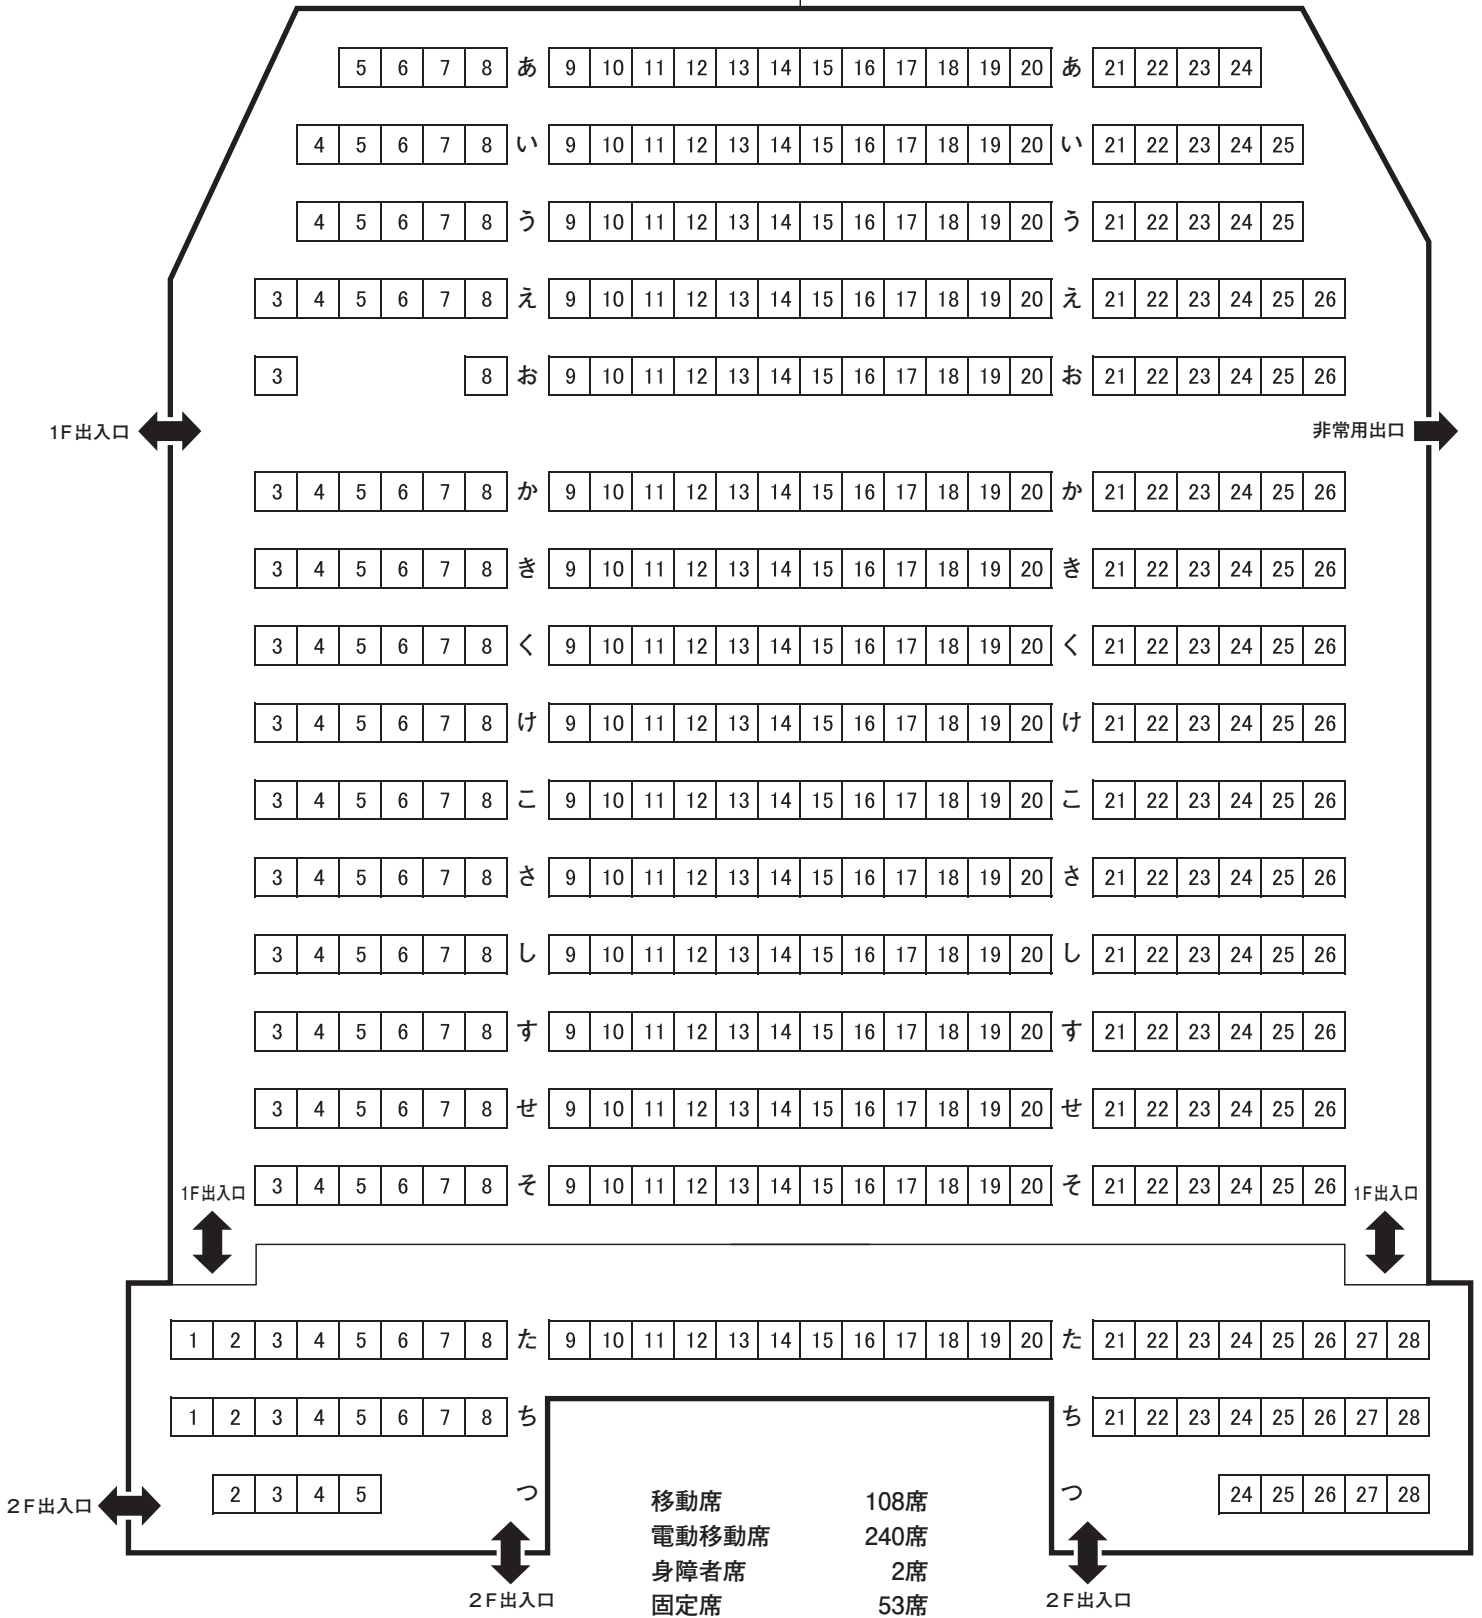 5 6 7 8 あ 9 10 11 12 13 14 15 16 17 18 19 20 あ 21 22 23 24
4 5 6 7 8 い 9 10 11 12 13 14 15 16 17 18 19 20 い 21 22 23 24 25
4 5 6 7 8 う 9 10 11 12 13 14 15 16 17 18 19 20 う 21 22 23 24 25
3 4 5 6 7 8 え 9 10 11 12 13 14 15 16 17 18 19 20 え 21 22 23 24 25 26
3 8 お 9 10 11 12 13 14 15 16 17 18 19 20 お 21 22 23 24 25 26
1F出入口 非常用出口
3 4 5 6 7 8 か 9 10 11 12 13 14 15 16 17 18 19 20 か 21 22 23 24 25 26
3 4 5 6 7 8 き 9 10 11 12 13 14 15 16 17 18 19 20 き 21 22 23 24 25 26
3 4 5 6 7 8 く 9 10 11 12 13 14 15 16 17 18 19 20 く 21 22 23 24 25 26
3 4 5 6 7 8 け 9 10 11 12 13 14 15 16 17 18 19 20 け 21 22 23 24 25 26
3 4 5 6 7 8 こ 9 10 11 12 13 14 15 16 17 18 19 20 こ 21 22 23 24 25 26
3 4 5 6 7 8 さ 9 10 11 12 13 14 15 16 17 18 19 20 さ 21 22 23 24 25 26
3 4 5 6 7 8 し 9 10 11 12 13 14 15 16 17 18 19 20 し 21 22 23 24 25 26
3 4 5 6 7 8 す 9 10 11 12 13 14 15 16 17 18 19 20 す 21 22 23 24 25 26
3 4 5 6 7 8 せ 9 10 11 12 13 14 15 16 17 18 19 20 せ 21 22 23 24 25 26
1F出入口 3 4 5 6 7 8 そ 9 10 11 12 13 14 15 16 17 18 19 20 そ 21 22 23 24 25 26 1F出入口
1 2 3 4 5 6 7 8 た 9 10 11 12 13 14 15 16 17 18 19 20 た 21 22 23 24 25 26 27 28
1 2 3 4 5 6 7 8 ち ち 21 22 23 24 25 26 27 28
2F出入口 2 3 4 5 つ つ 24 25 26 27 28
移動席 108席
電動移動席 240席
身障者席 2席
2F出入口 2F出入口
固定席 53席